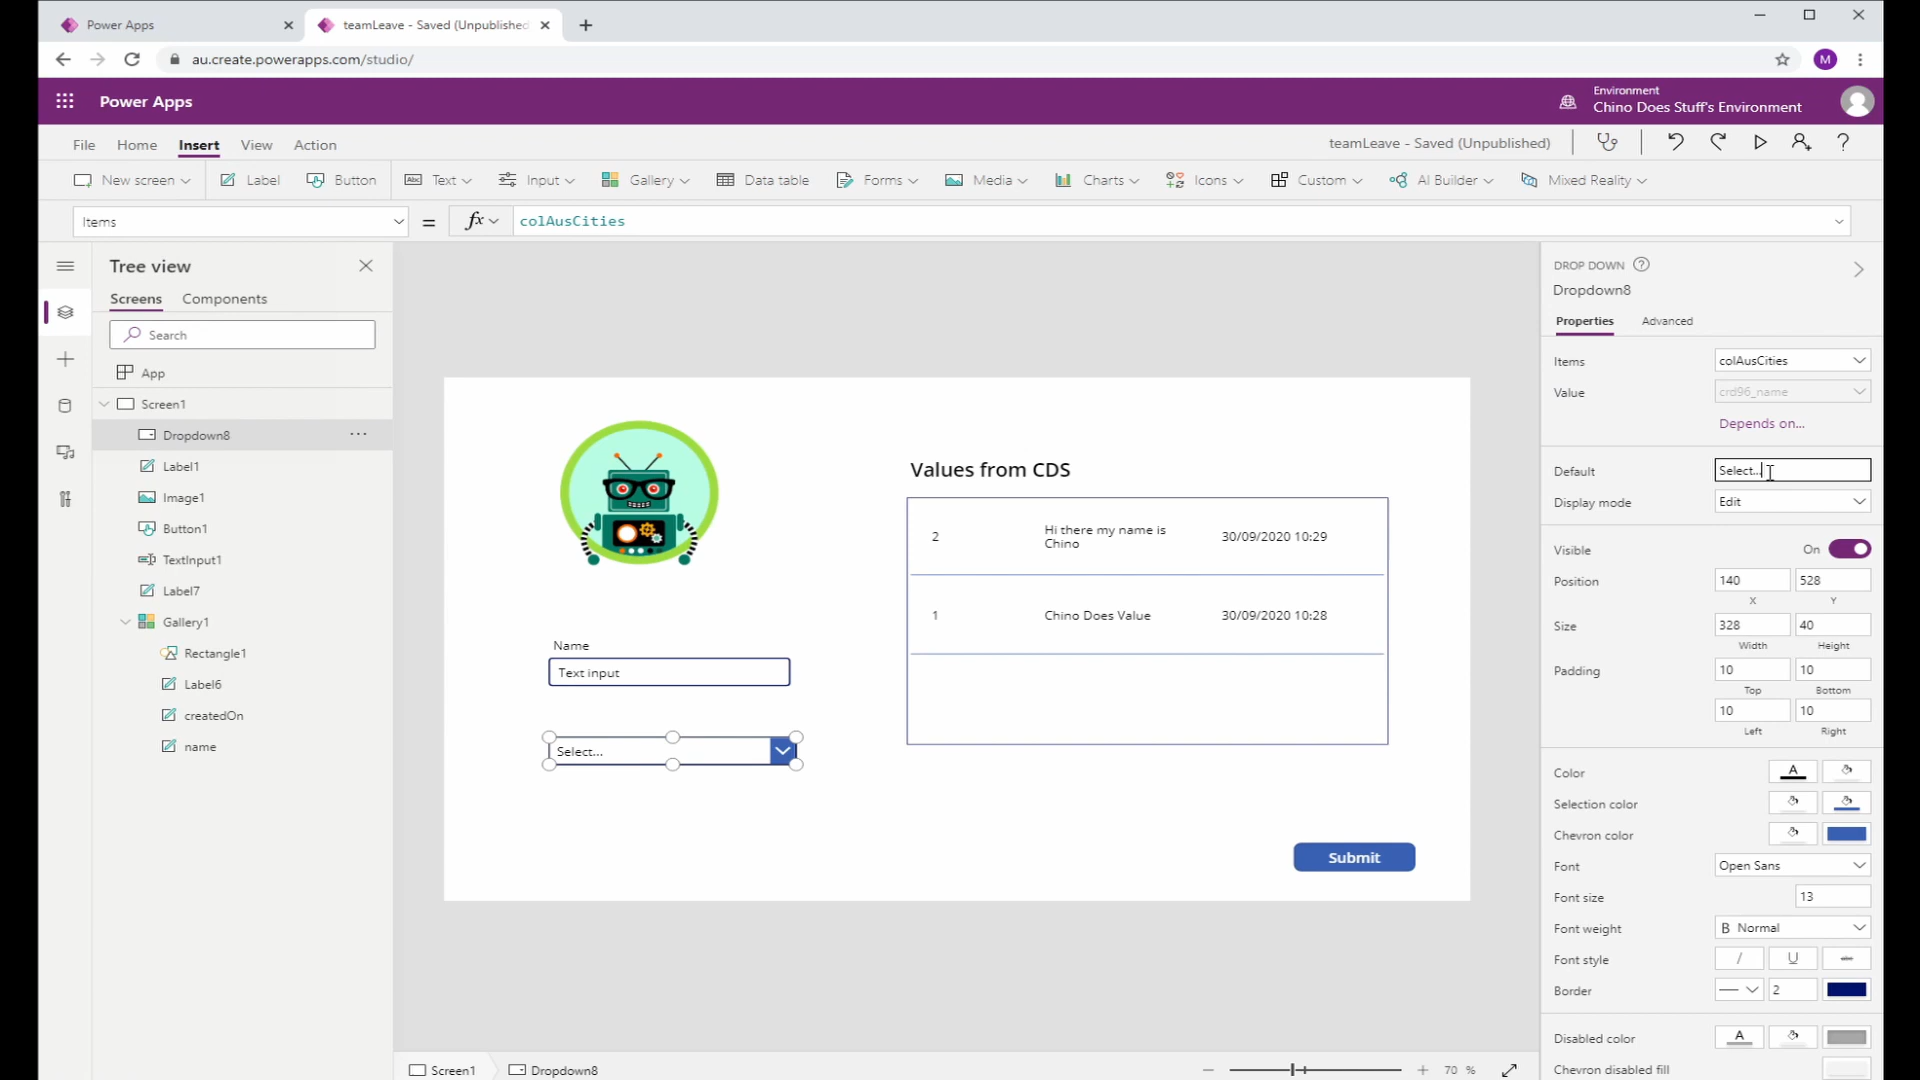 Power Apps
teamLeave - Saved (Unpublished
au.create.powerapps.com/studio/
M
Power Apps
Environment
Chino Does Stuff's Environment
File Home Insert View Action
teamLeave - Saved (Unpublished)
New screen Label Button Abc Text Input Gallery Data table Forms Media Charts Icons Custom AI Builder Mixed Reality
Items = fx colAusCities
Tree view
Screens Components
Search
App
Screen1
Dropdown8 ...
Label1
Image1
Button1
TextInput1
Label7
Gallery1
Rectangle1
Label6
createdOn
name
Values from CDS
2 Hi there my name is
Chino 30/09/2020 10:29
1 Chino Does Value 30/09/2020 10:28
Name
Text input
Select...
Submit
Screen1 Dropdown8
70 %
DROP DOWN ?
Dropdown8
Properties Advanced
Items colAusCities
Value crd96_name
Depends on...
Default Select...
Display mode Edit
Visible On
Position 140 528
X Y
Size 328 40
Width Height
Padding 10 10
Top Bottom
10 10
Left Right
Color A
Selection color
Chevron color
Font Open Sans
Font size 13
Font weight B Normal
Font style / U abc
Border 2
Disabled color A
Chevron disabled fill